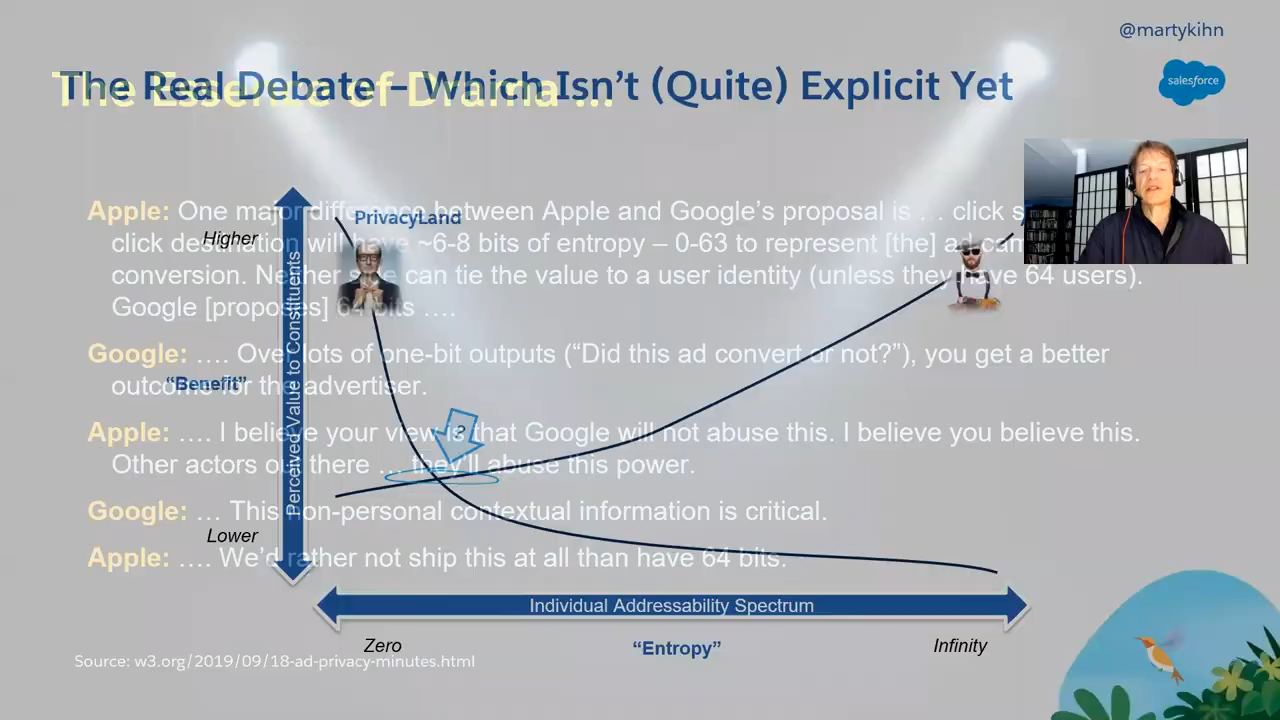 @martykihn
The Real Debate – Which Isn’t (Quite) Explicit Yet
The Essence of Drama …
salesforce
Apple: One major difference between Apple and Google’s proposal is … click
click destination will have ~6-8 bits of entropy – 0-63 to represent [the] ad
conversion. Neither side can tie the value to a user identity (unless they have 64 users).
Google [proposes] 64 bits ….
Google: …. Over lots of one-bit outputs (“Did this ad convert or not?”), you get a better
outcome for the advertiser.
Apple: …. I believe your view is that Google will not abuse this. I believe you believe this.
Other actors out there … they’ll abuse this power.
Google: … This non-personal contextual information is critical.
Apple: …. We’d rather not ship this at all than have 64 bits.
Source: w3.org/2019/09/18-ad-privacy-minutes.html
PrivacyLand
Higher
“Benefit”
Perceived Value to Constituents
Lower
?
Individual Addressability Spectrum
Zero
“Entropy”
Infinity